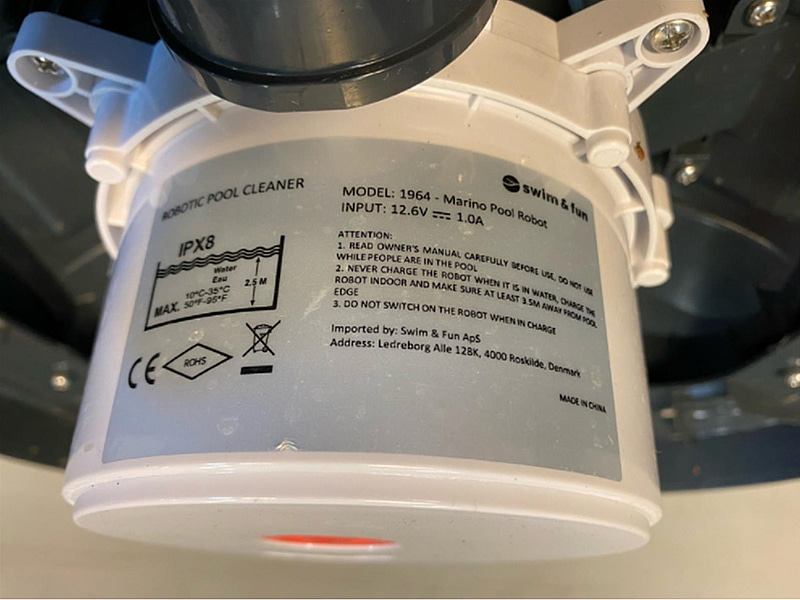 swim & fun
ROBOTIC POOL CLEANER
MODEL: 1964 - Marino Pool Robot
INPUT: 12.6V ⎓ 1.0A
IPX8
Water
Eau
2.5 M
10°C-35°C
MAX. 50°F-95°F
CE
ROHS
ATTENTION:
1. READ OWNER'S MANUAL CAREFULLY BEFORE USE, DO NOT USE
WHILE PEOPLE ARE IN THE POOL
2. NEVER CHARGE THE ROBOT WHEN IT IS IN WATER, CHARGE THE
ROBOT INDOOR AND MAKE SURE AT LEAST 3.5M AWAY FROM POOL
EDGE
3. DO NOT SWITCH ON THE ROBOT WHEN IN CHARGE
Imported by: Swim & Fun ApS
Address: Ledreborg Alle 128K, 4000 Roskilde, Denmark
MADE IN CHINA